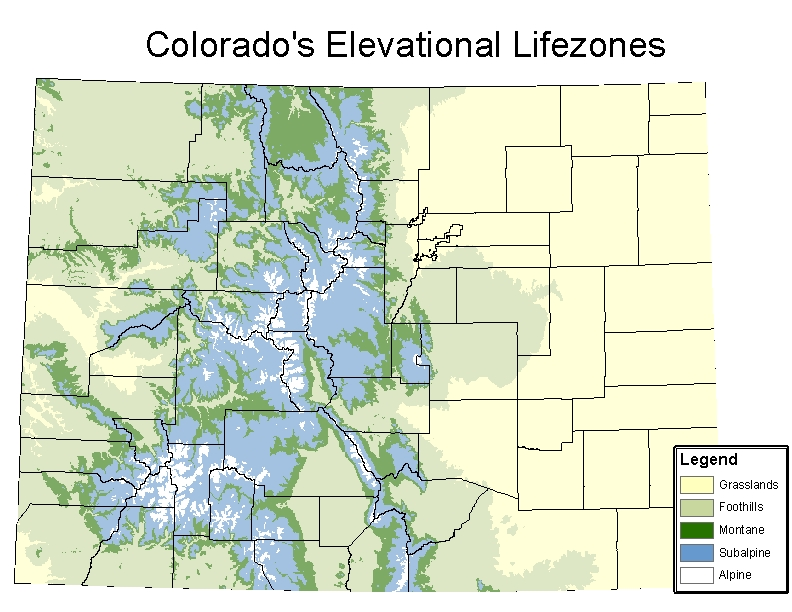 Colorado's Elevational Lifezones
Legend
Grasslands
Foothills
Montane
Subalpine
Alpine